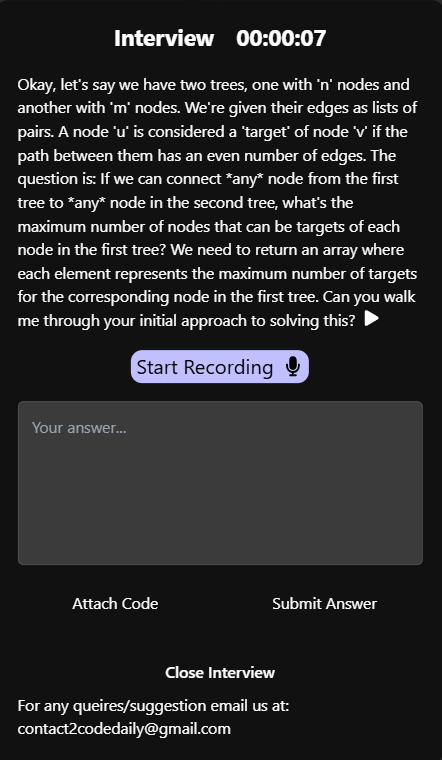 Interview 00:00:07
Okay, let's say we have two trees, one with 'n' nodes and
another with 'm' nodes. We're given their edges as lists of
pairs. A node 'u' is considered a 'target' of node 'v' if the
path between them has an even number of edges. The
question is: If we can connect *any* node from the first
tree to *any* node in the second tree, what's the
maximum number of nodes that can be targets of each
node in the first tree? We need to return an array where
each element represents the maximum number of targets
for the corresponding node in the first tree. Can you walk
me through your initial approach to solving this?
Start Recording
Your answer...
Attach Code Submit Answer
Close Interview
For any queires/suggestion email us at:
contact2codedaily@gmail.com